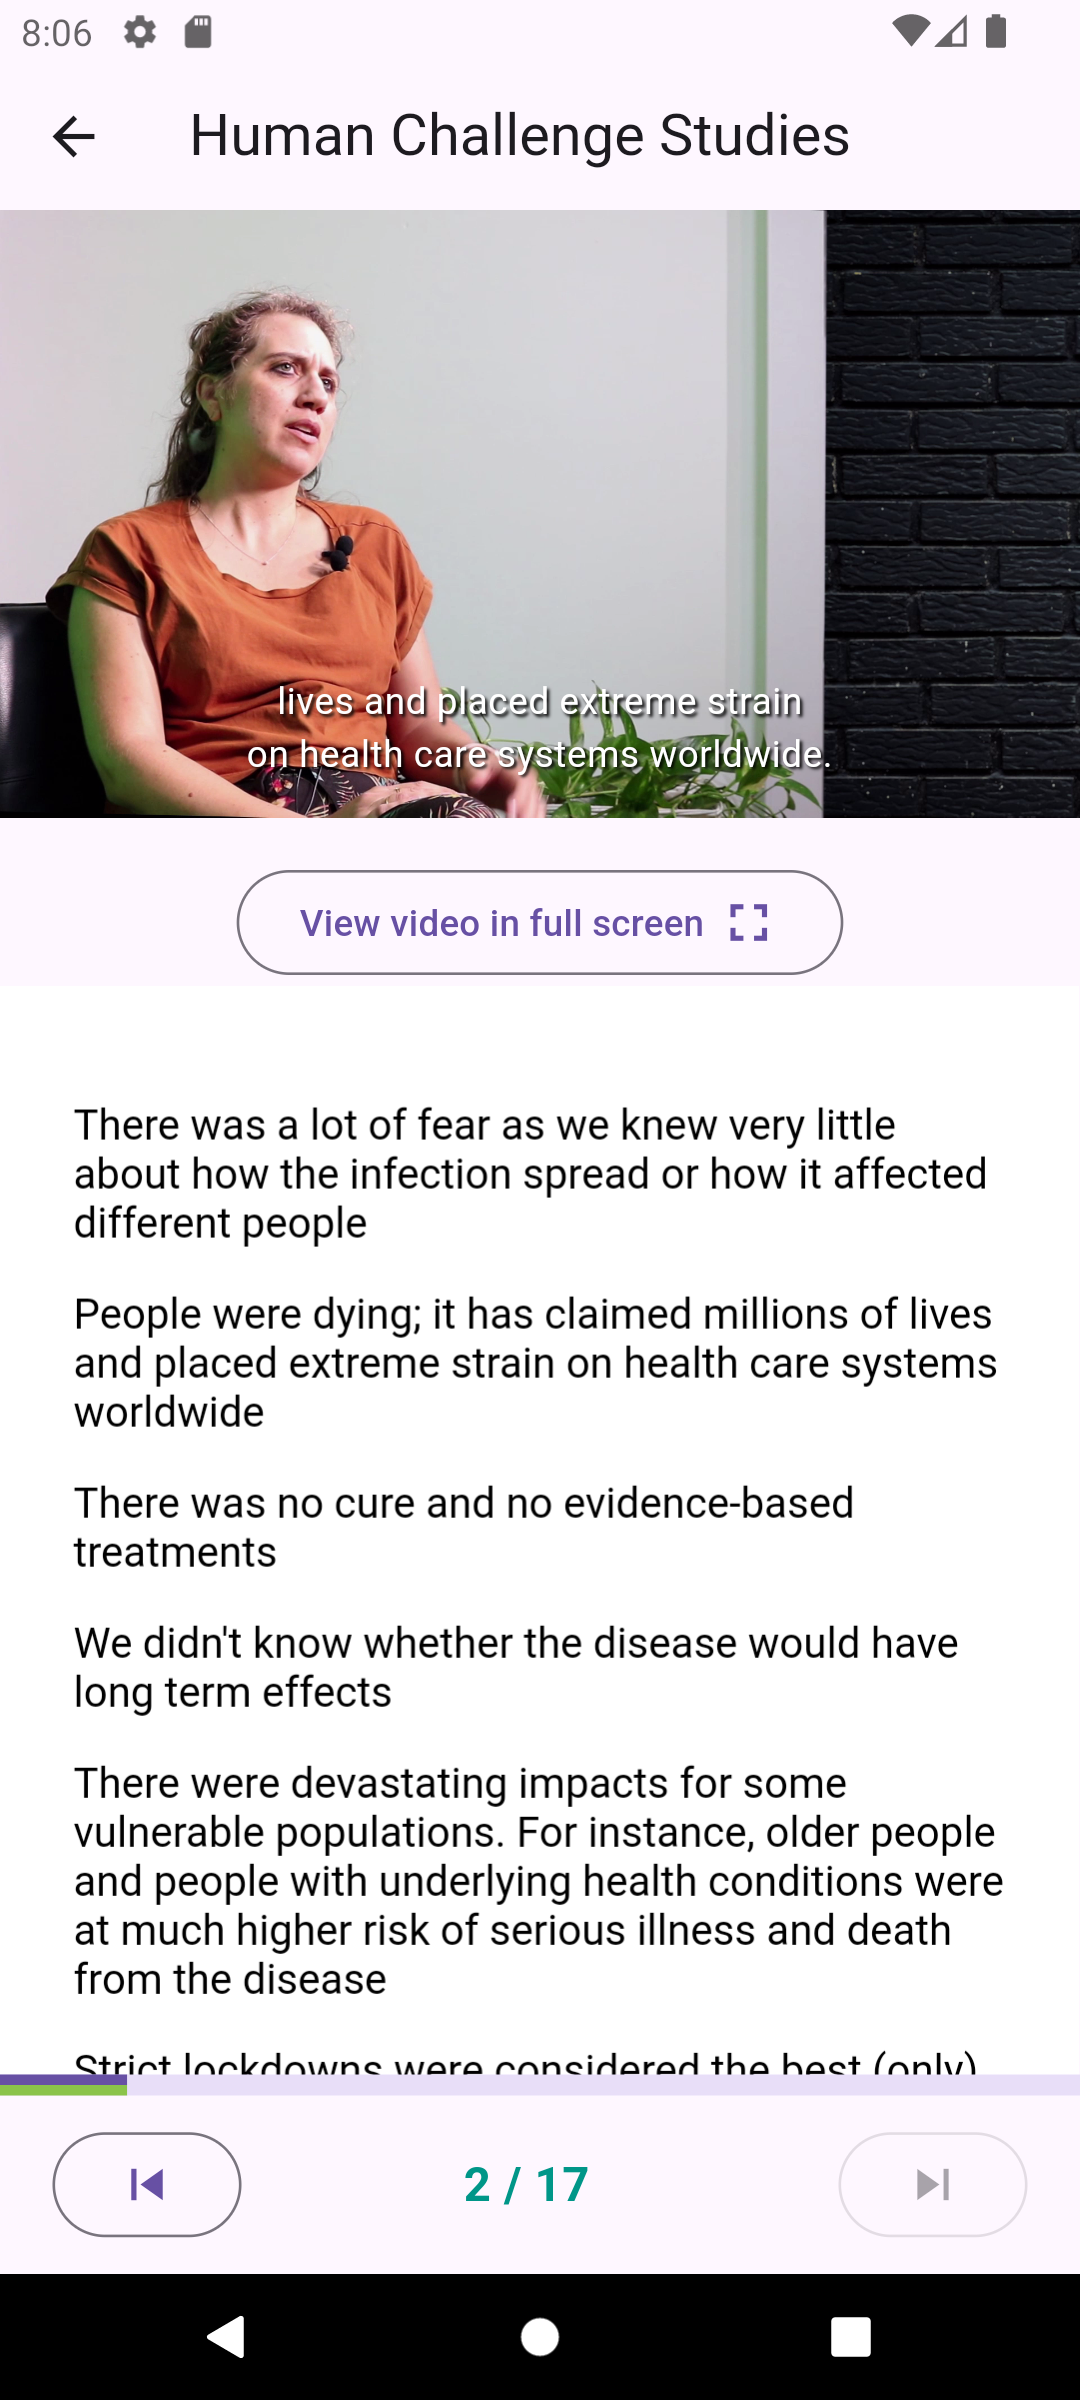 8:06
Human Challenge Studies
lives and placed extreme strain
on health care systems worldwide.
View video in full screen
There was a lot of fear as we knew very little
about how the infection spread or how it affected
different people
People were dying; it has claimed millions of lives
and placed extreme strain on health care systems
worldwide
There was no cure and no evidence-based
treatments
We didn't know whether the disease would have
long term effects
There were devastating impacts for some
vulnerable populations. For instance, older people
and people with underlying health conditions were
at much higher risk of serious illness and death
from the disease
Strict lockdowns were considered the best (only)
2 / 17